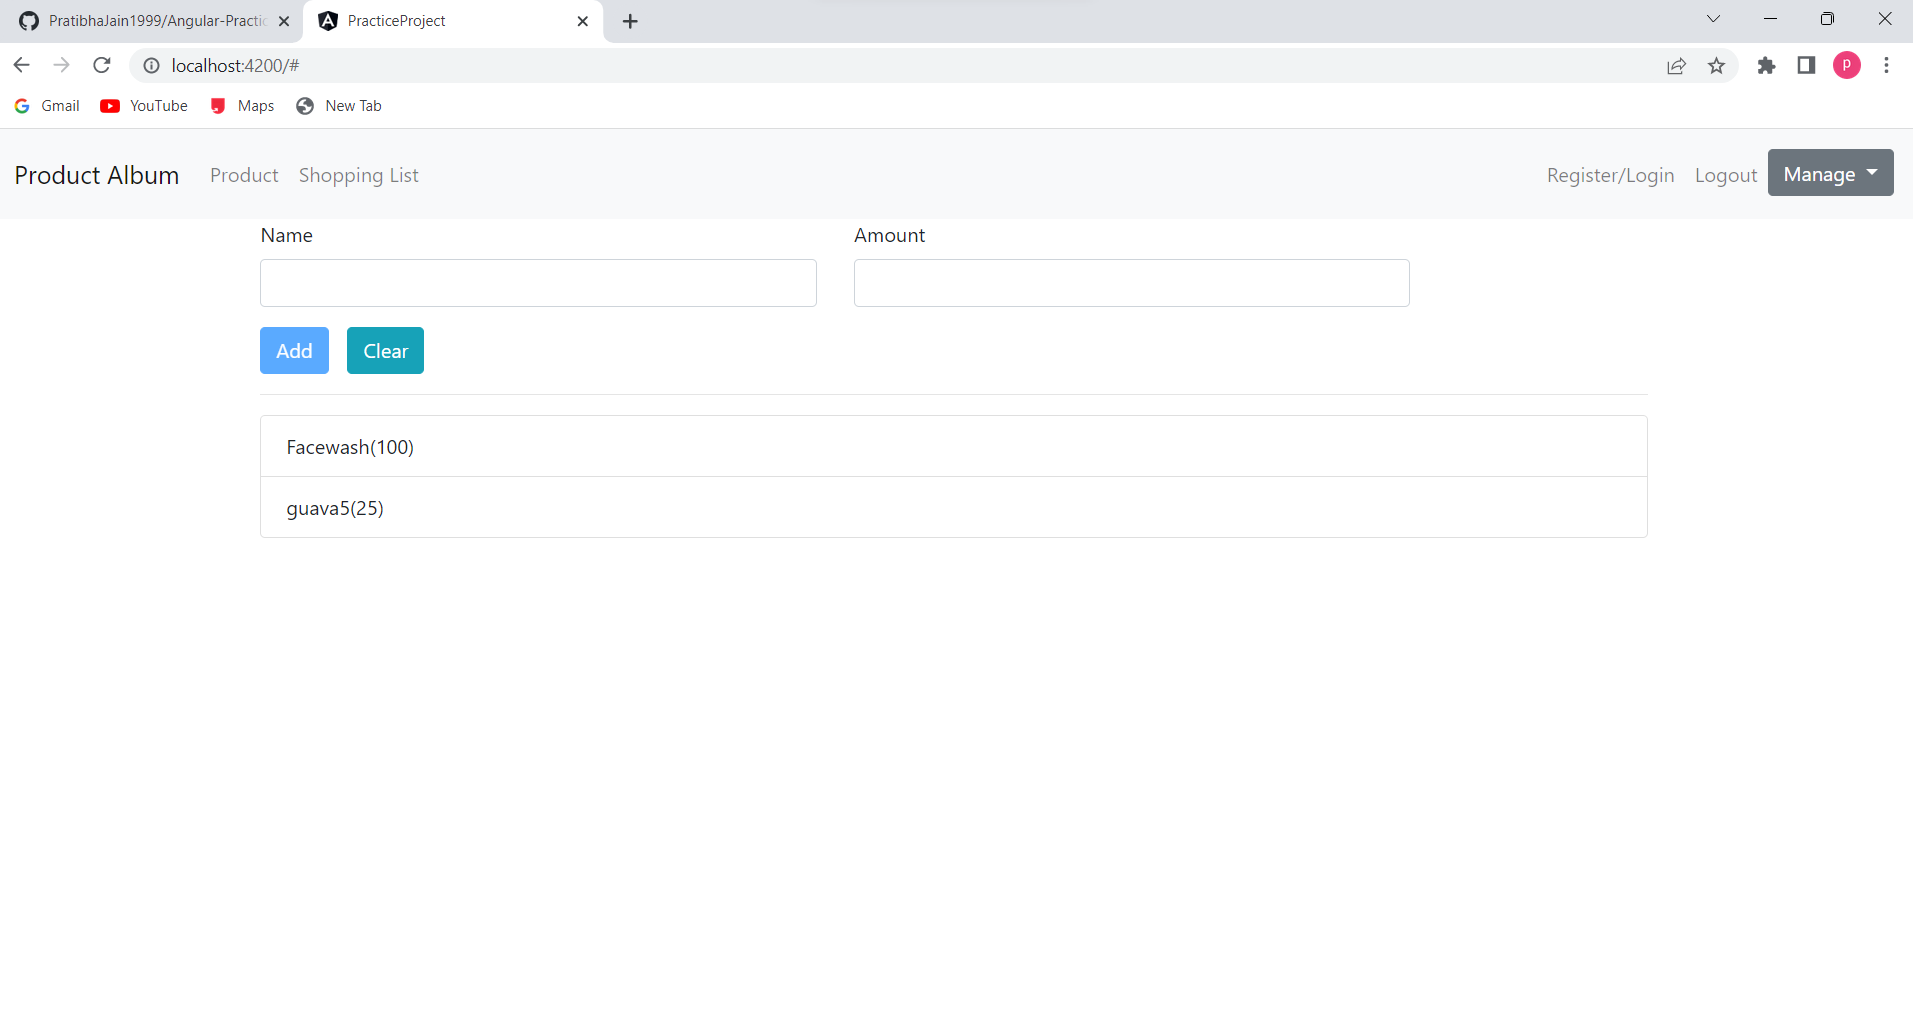 PratibhaJain1999/Angular-Practic
PracticeProject
localhost:4200/#
P
Gmail
YouTube
Maps
New Tab
Product Album
Product
Shopping List
Register/Login
Logout
Manage
Name
Amount
Add
Clear
Facewash(100)
guava5(25)